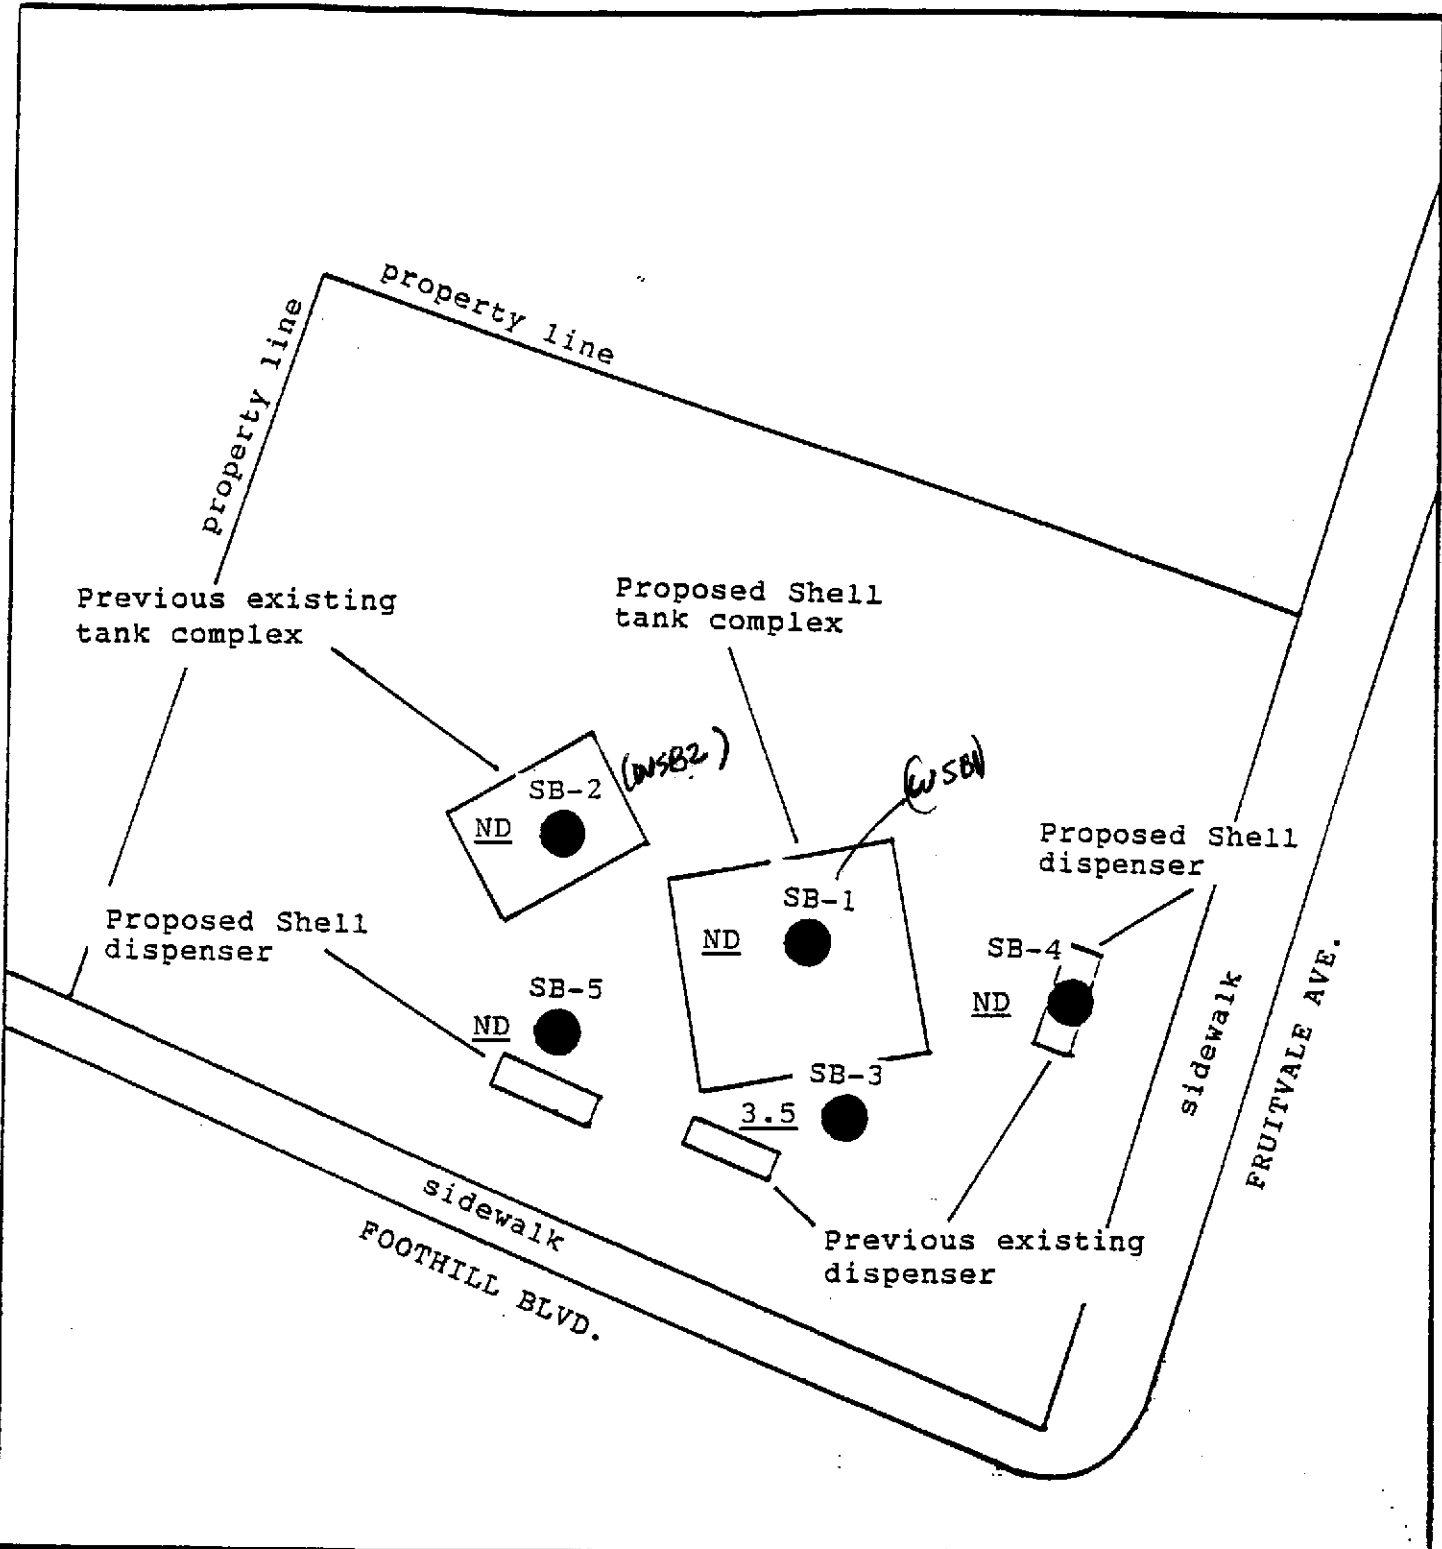 property line
property line
Previous existing
tank complex
Proposed Shell
tank complex
(WSB2)
(WSB1)
SB-2
ND
Proposed Shell
dispenser
SB-1
ND
Proposed Shell
dispenser
SB-4
ND
SB-5
ND
SB-3
3.5
sidewalk
FRUITVALE AVE.
sidewalk
FOOTHILL BLVD.
Previous existing
dispenser